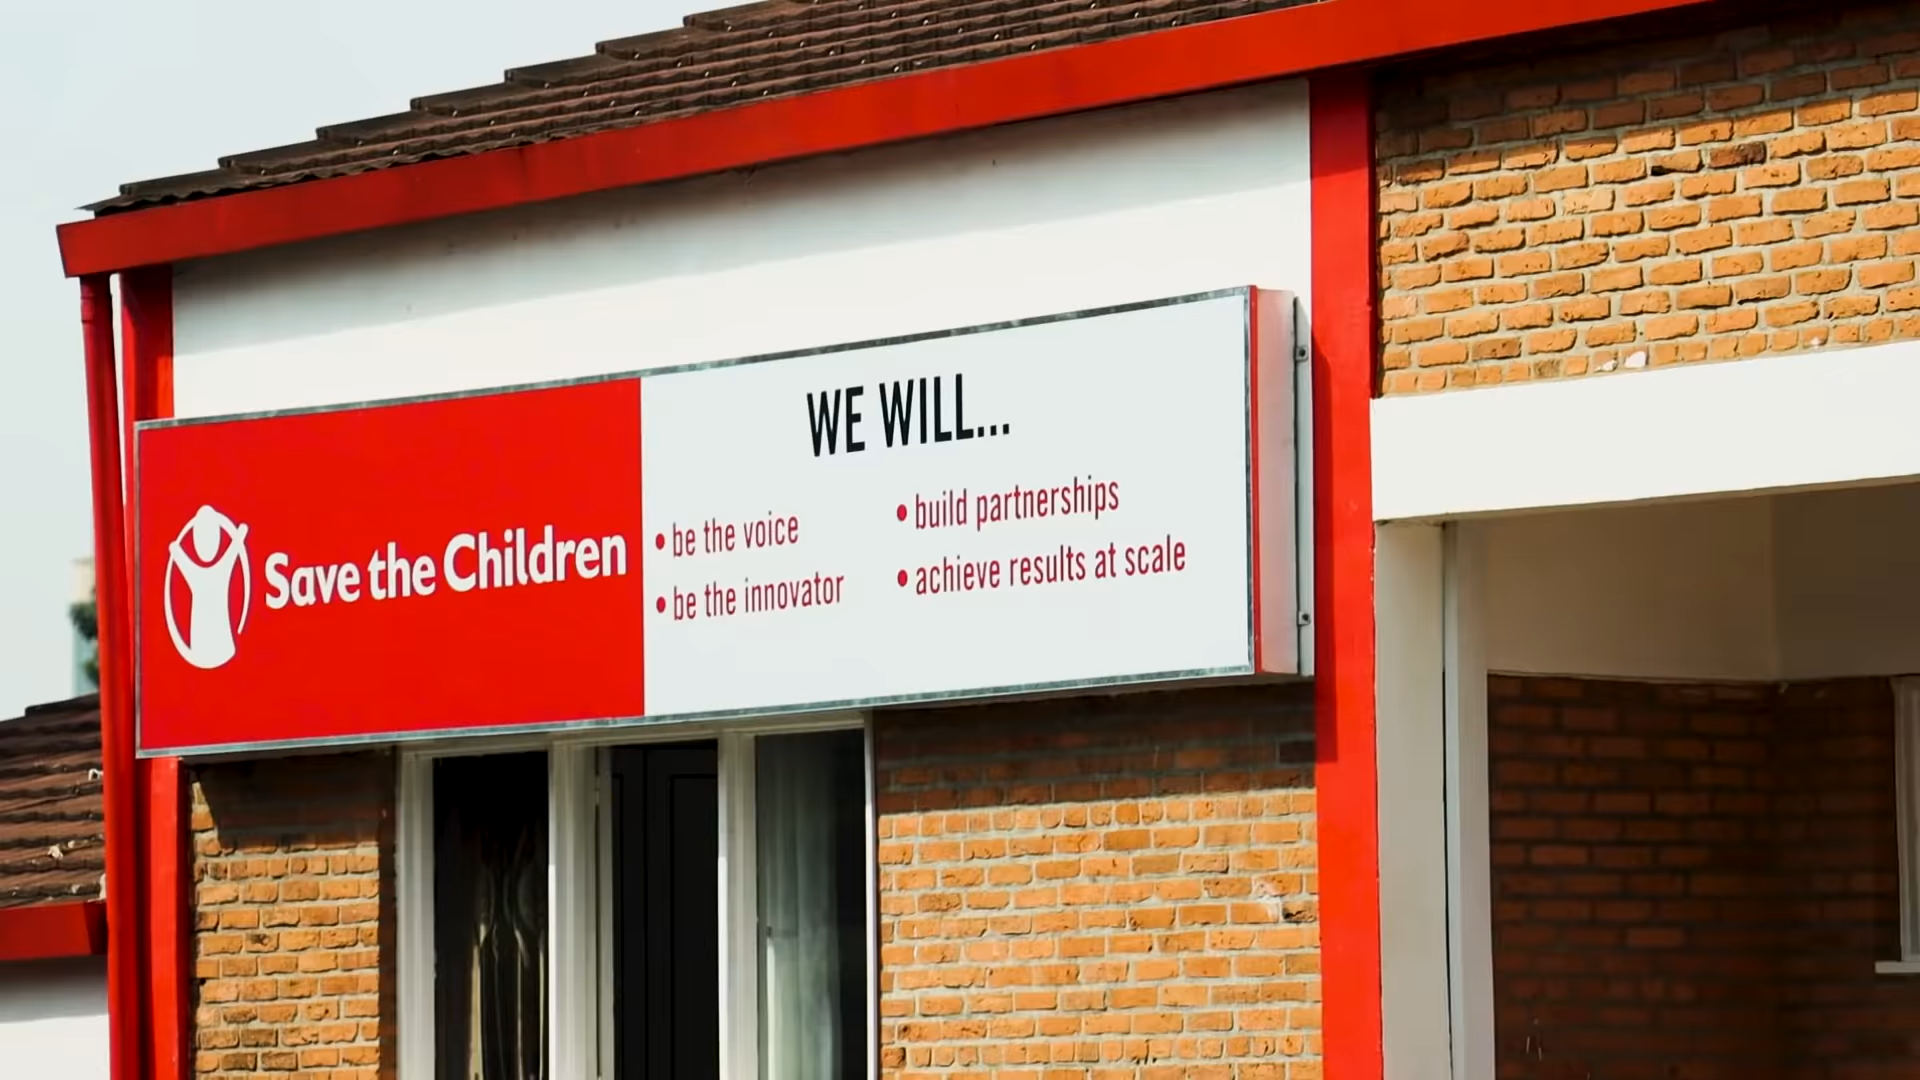 Save the Children
WE WILL...
• be the voice
• be the innovator
• build partnerships
• achieve results at scale